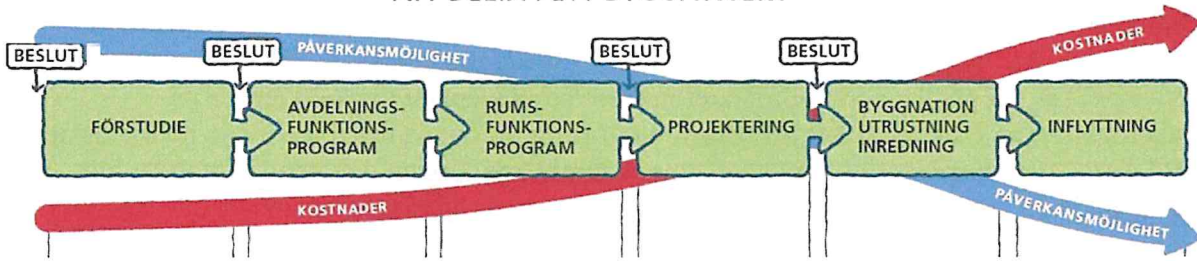 BESLUT
PÅVERKANSMÖJLIGHET
BESLUT
BESLUT
BESLUT
KOSTNADER
FÖRSTUDIE
AVDELNINGS-
FUNKTIONS-
PROGRAM
RUMS-
FUNKTIONS-
PROGRAM
PROJEKTERING
BYGGNATION
UTRUSTNING
INREDNING
INFLYTTNING
KOSTNADER
PÅVERKANSMÖJLIGHET